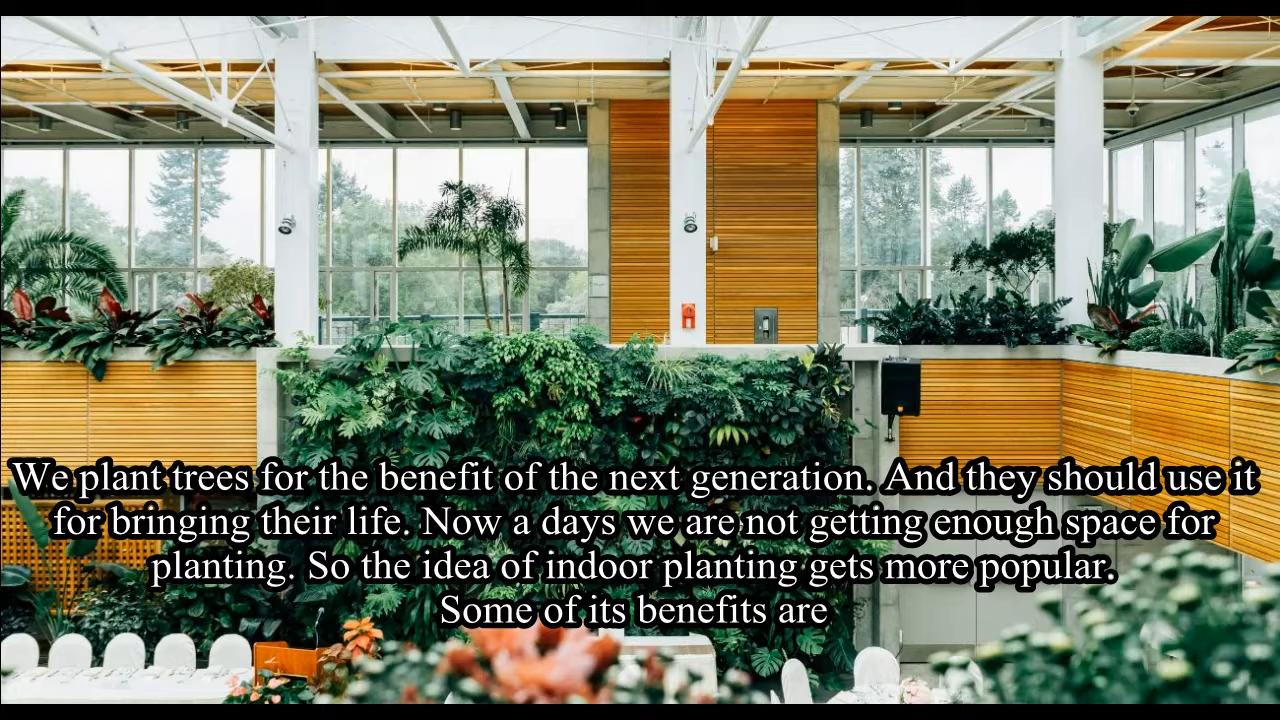 We plant trees for the benefit of the next generation. And they should use it
for bringing their life. Now a days we are not getting enough space for
planting. So the idea of indoor planting gets more popular.
Some of its benefits are